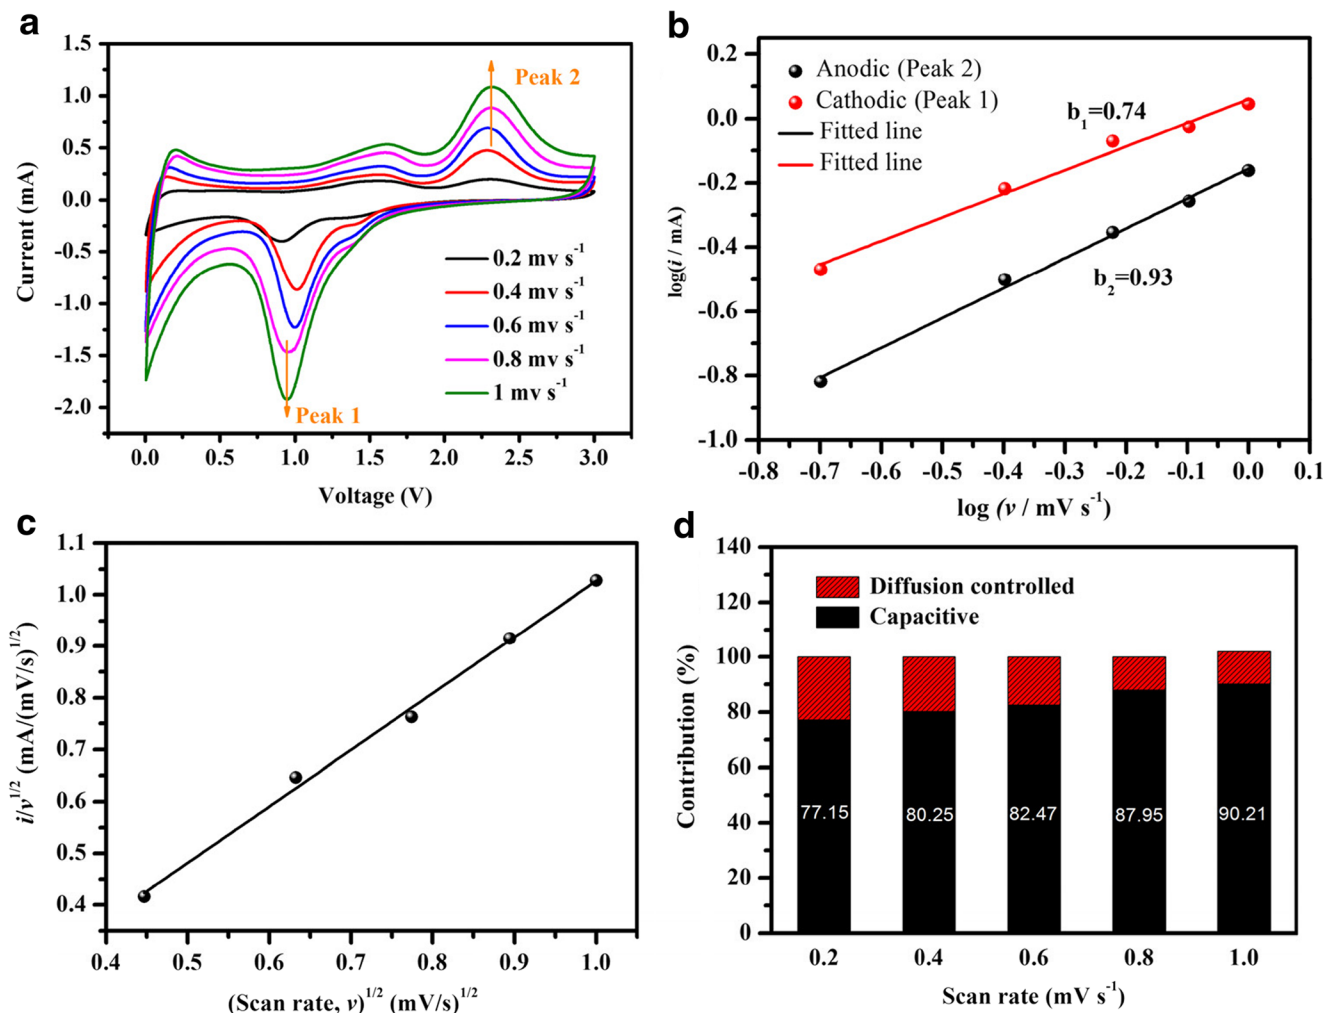 a
1.5
1.0
0.5
0.0
-0.5
-1.0
-1.5
-2.0
Current (mA)
Peak 2
0.2 mv s-1
0.4 mv s-1
0.6 mv s-1
0.8 mv s-1
1 mv s-1
Peak 1
0.0 0.5 1.0 1.5 2.0 2.5 3.0
Voltage (V)
b
0.2
0.0
-0.2
-0.4
-0.6
-0.8
-1.0
log(i / mA)
Anodic (Peak 2)
Cathodic (Peak 1)
Fitted line
Fitted line
b1=0.74
b2=0.93
-0.8 -0.7 -0.6 -0.5 -0.4 -0.3 -0.2 -0.1 0.0 0.1
log (v / mV s-1)
c
1.1
1.0
0.9
0.8
0.7
0.6
0.5
0.4
i/v1/2 (mA/(mV/s)1/2)
0.4 0.5 0.6 0.7 0.8 0.9 1.0
(Scan rate, v)1/2 (mV/s)1/2
d
140
120
100
80
60
40
20
0
Contribution (%)
Diffusion controlled
Capacitive
77.15 80.25 82.47 87.95 90.21
0.2 0.4 0.6 0.8 1.0
Scan rate (mV s-1)